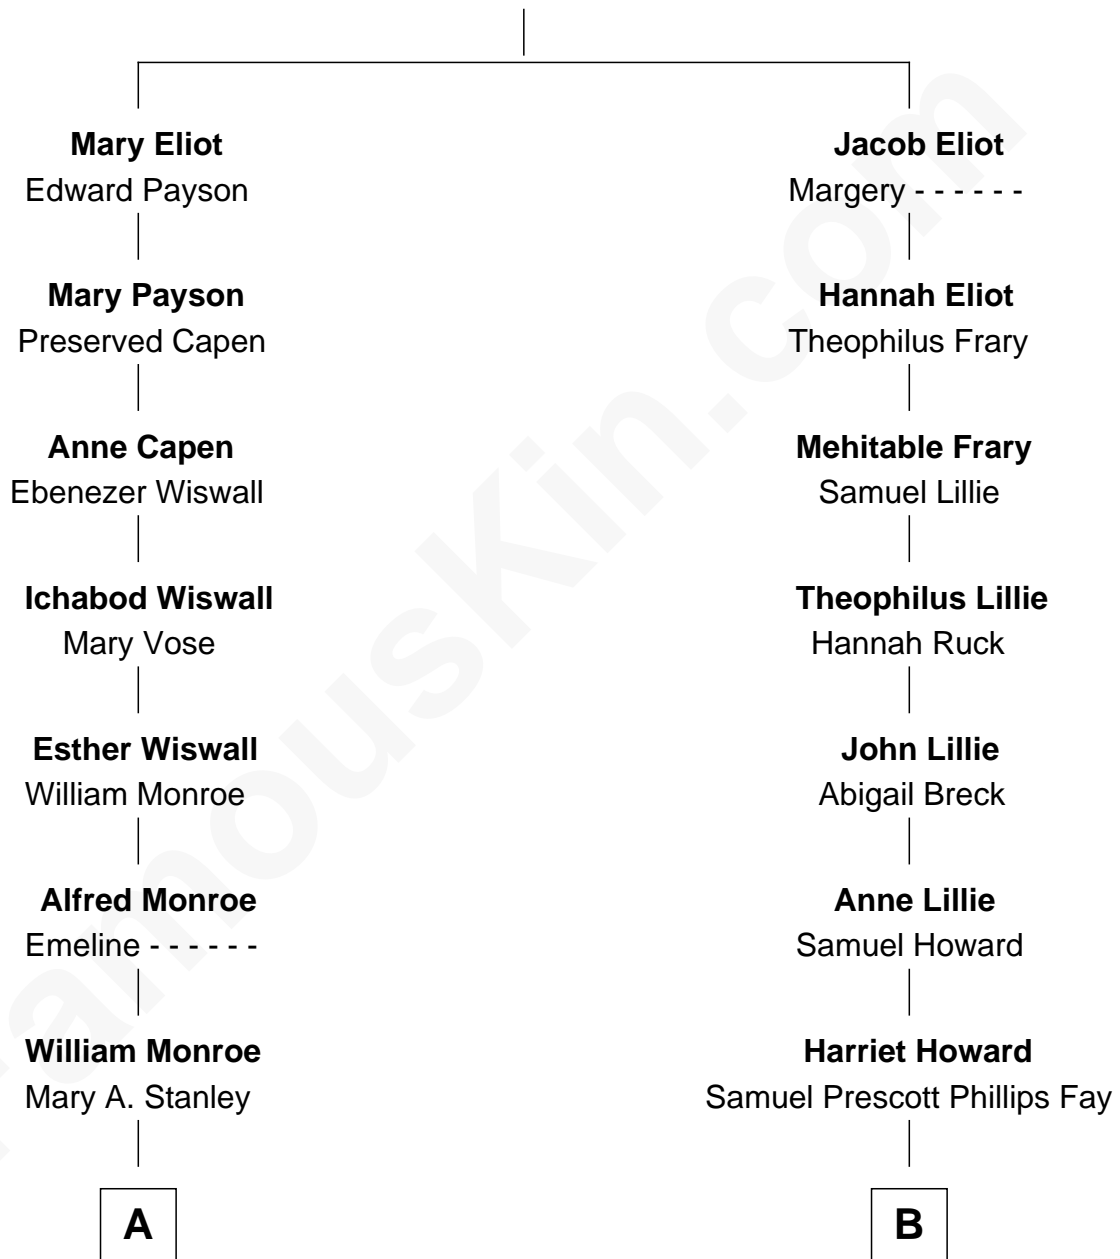 Mary Eliot
Edward Payson
Mary Payson
Preserved Capen
Anne Capen
Ebenezer Wiswall
Ichabod Wiswall
Mary Vose
Esther Wiswall
William Monroe
Alfred Monroe
Emeline - - - - - -
William Monroe
Mary A. Stanley
A
Jacob Eliot
Margery - - - - - -
Hannah Eliot
Theophilus Frary
Mehitable Frary
Samuel Lillie
Theophilus Lillie
Hannah Ruck
John Lillie
Abigail Breck
Anne Lillie
Samuel Howard
Harriet Howard
Samuel Prescott Phillips Fay
B
FamousKin.com